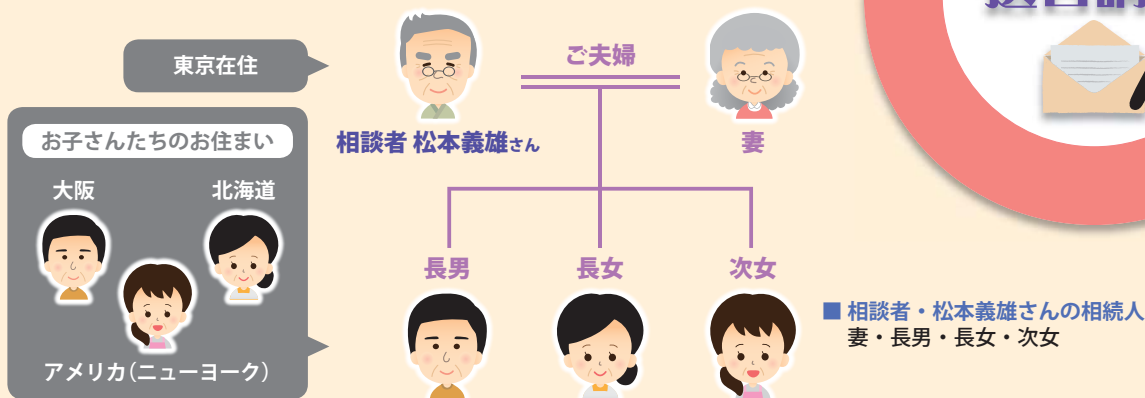 東京在住
ご夫婦
相談者 松本義雄さん
妻
お子さんたちのお住まい
大阪
北海道
アメリカ(ニューヨーク)
長男
長女
次女
■ 相談者・松本義雄さんの相続人
妻・長男・長女・次女